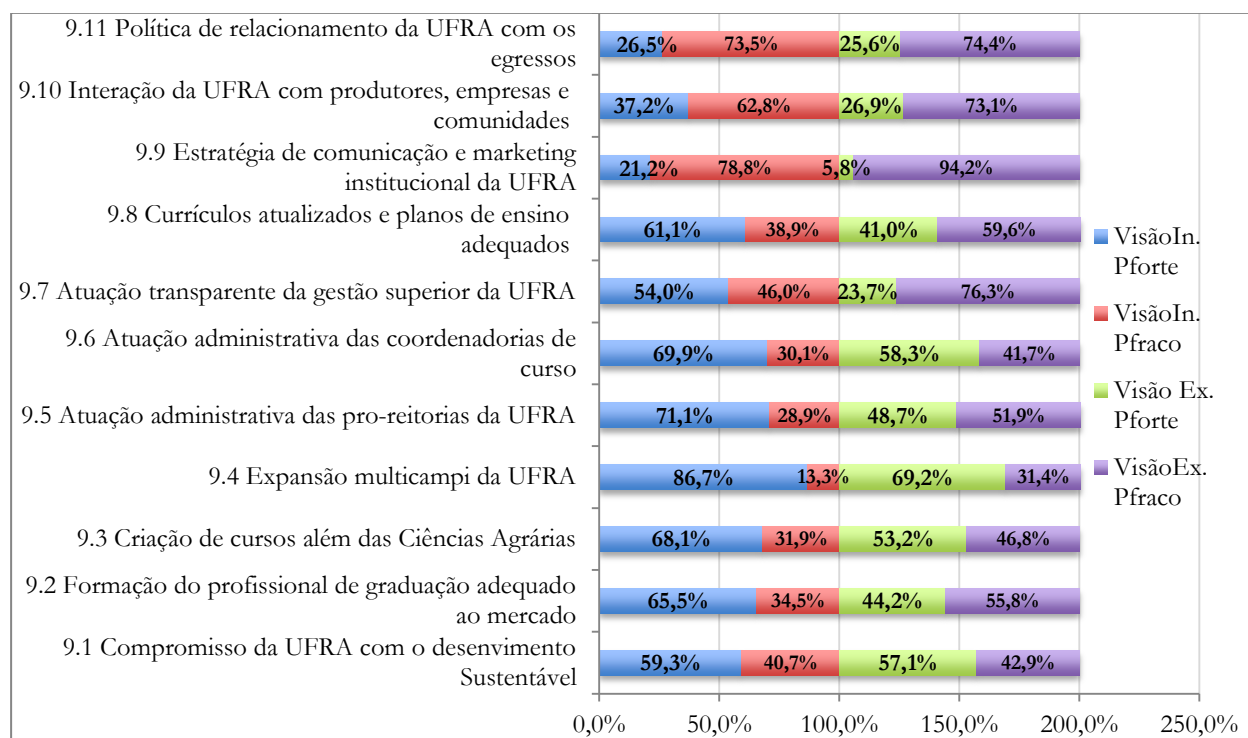 9.11 Política de relacionamento da UFRA com os
egressos
26,5% 73,5% 25,6% 74,4%
9.10 Interação da UFRA com produtores, empresas e
comunidades
37,2% 62,8% 26,9% 73,1%
9.9 Estratégia de comunicação e marketing
institucional da UFRA
21,2% 78,8% 5,8% 94,2%
9.8 Currículos atualizados e planos de ensino
adequados
61,1% 38,9% 41,0% 59,6%
9.7 Atuação transparente da gestão superior da UFRA
54,0% 46,0% 23,7% 76,3%
9.6 Atuação administrativa das coordenadorias de
curso
69,9% 30,1% 58,3% 41,7%
9.5 Atuação administrativa das pro-reitorias da UFRA
71,1% 28,9% 48,7% 51,9%
9.4 Expansão multicampi da UFRA
86,7% 13,3% 69,2% 31,4%
9.3 Criação de cursos além das Ciências Agrárias
68,1% 31,9% 53,2% 46,8%
9.2 Formação do profissional de graduação adequado
ao mercado
65,5% 34,5% 44,2% 55,8%
9.1 Compromisso da UFRA com o desenvimento
Sustentável
59,3% 40,7% 57,1% 42,9%
0,0% 50,0% 100,0% 150,0% 200,0% 250,0%
VisãoIn.
Pforte
VisãoIn.
Pfraco
Visão Ex.
Pforte
VisãoEx.
Pfraco